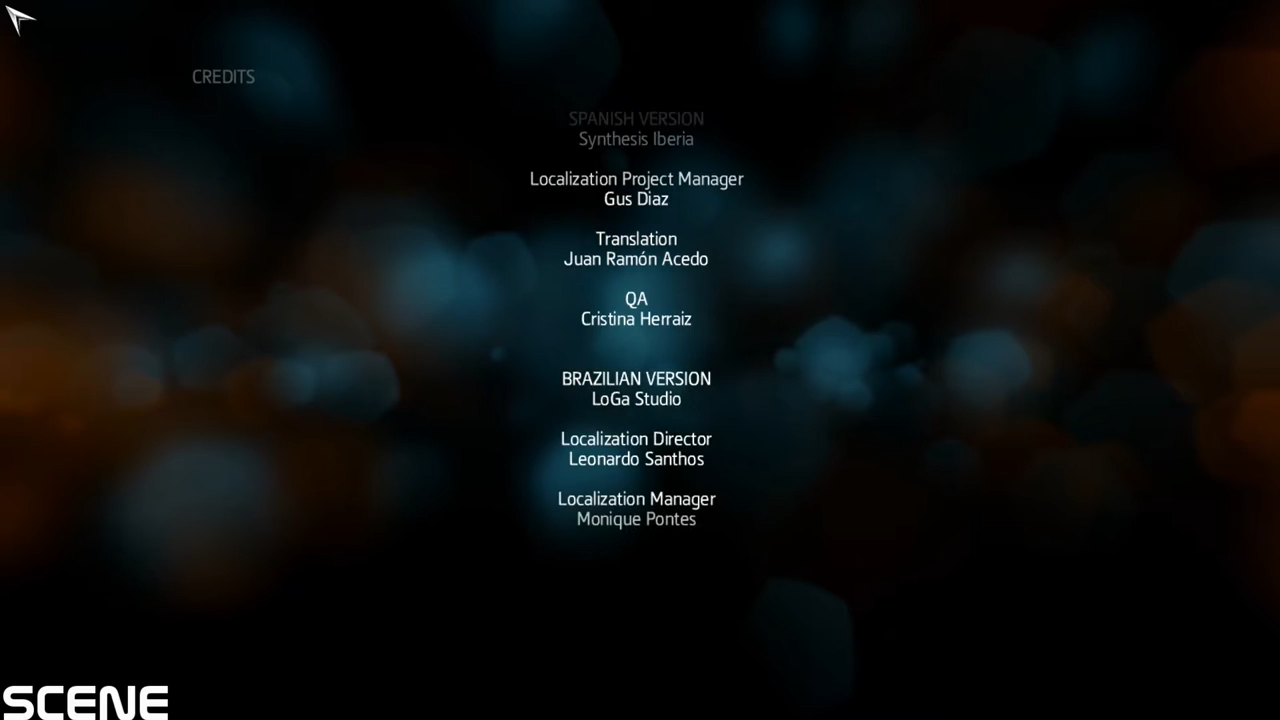 CREDITS
SPANISH VERSION
Synthesis Iberia
Localization Project Manager
Gus Diaz
Translation
Juan Ramón Acedo
QA
Cristina Herraiz
BRAZILIAN VERSION
LoGa Studio
Localization Director
Leonardo Santhos
Localization Manager
Monique Pontes
SCENE